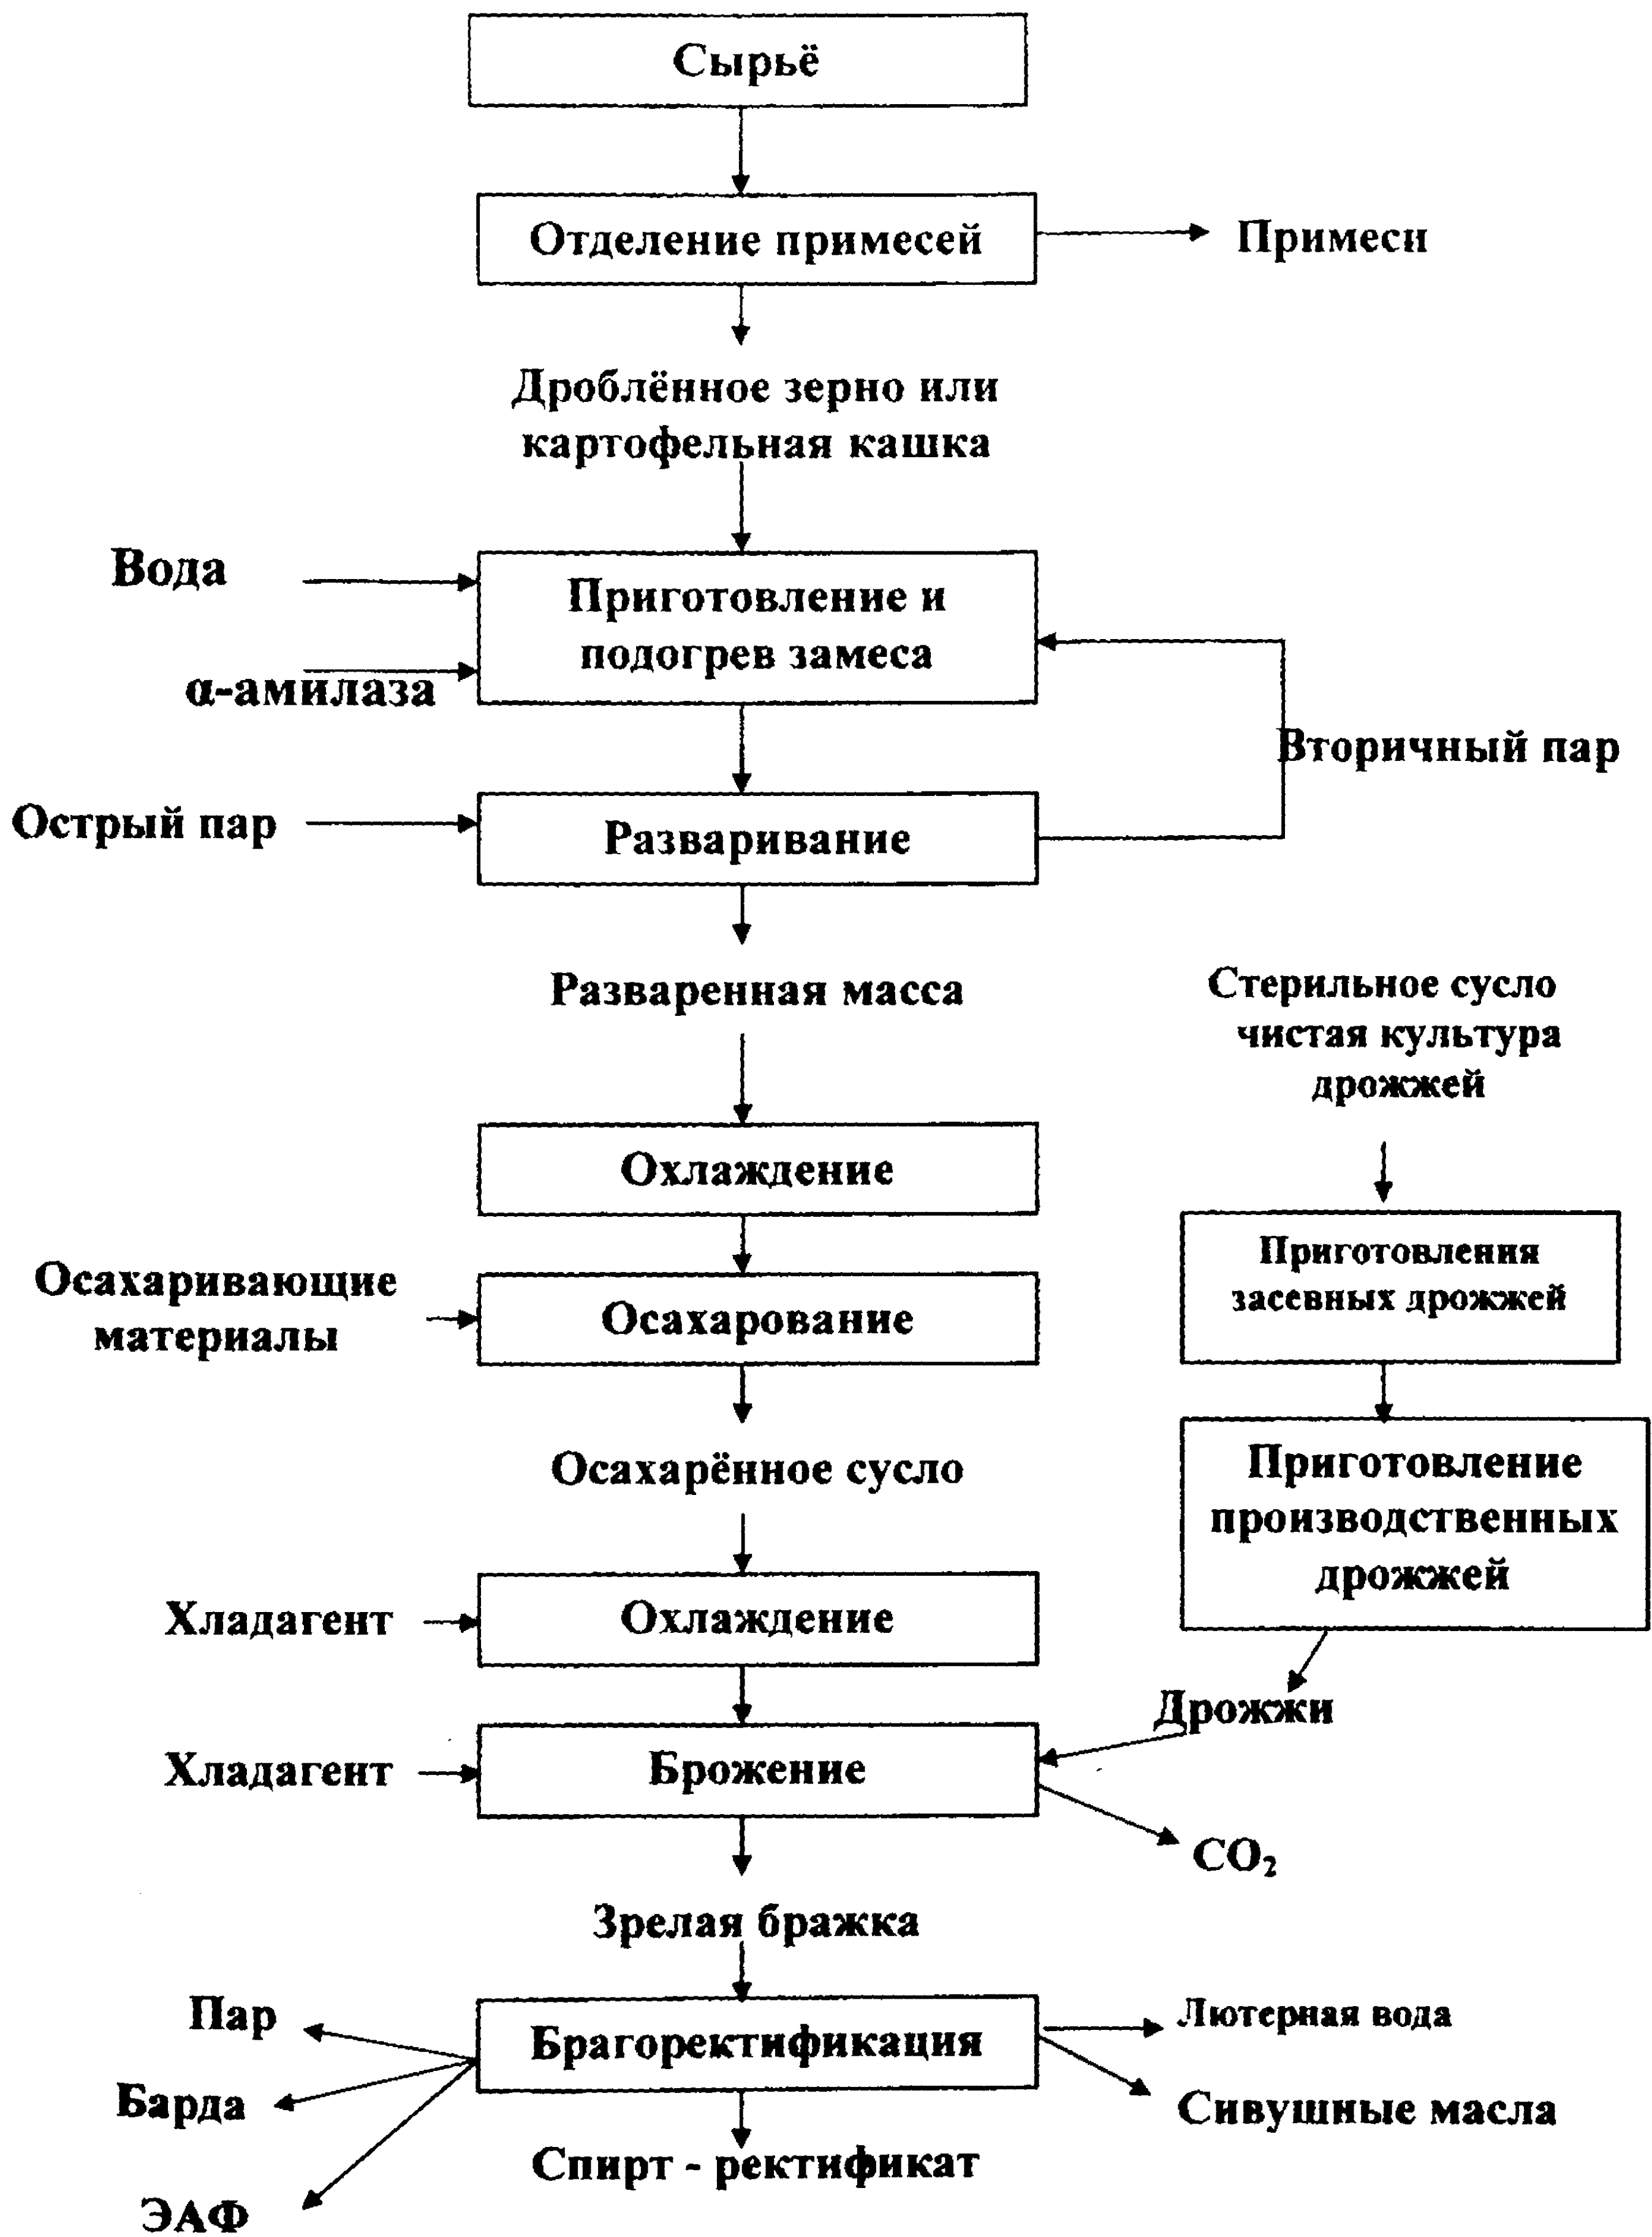 Сырьё
Отделение примесей
Примеси
Дроблённое зерно или
картофельная кашка
Вода
Приготовление и
подогрев замеса
α-амилаза
Вторичный пар
Острый пар
Разваривание
Разваренная масса
Стерильное сусло
чистая культура
дрожжей
Охлаждение
Приготовления
засевных дрожжей
Осахаривающие
материалы
Осахарование
Осахарённое сусло
Приготовление
производственных
дрожжей
Хладагент
Охлаждение
Дрожжи
Хладагент
Брожение
CO₂
Зрелая бражка
Пар
Брагоректификация
Лютерная вода
Барда
Сивушные масла
Спирт - ректификат
ЭАФ